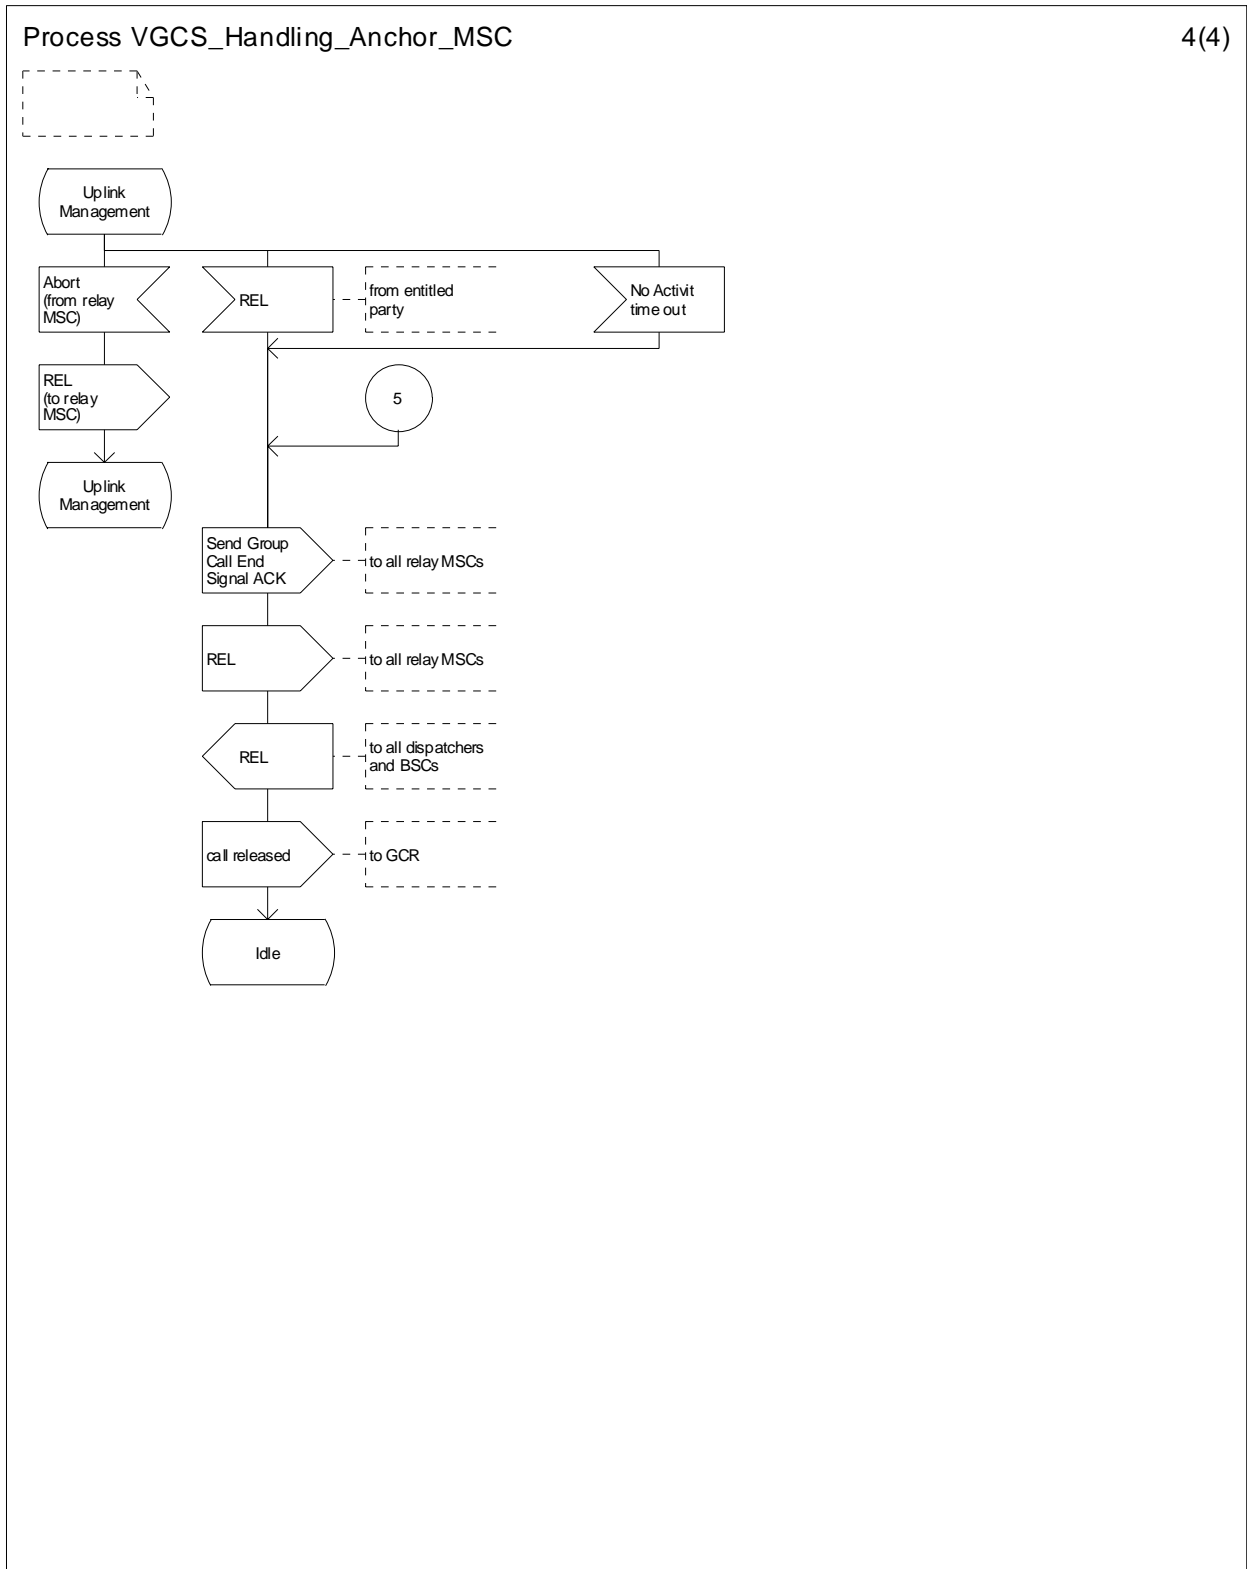 Process VGCS_Handling_Anchor_MSC
4(4)
Uplink
Management
Abort
(from relay
MSC)
REL
from entitled
party
No Activit
time out
REL
(to relay
MSC)
5
Uplink
Management
Send Group
Call End
Signal ACK
to all relay MSCs
REL
to all relay MSCs
REL
to all dispatchers
and BSCs
call released
to GCR
Idle